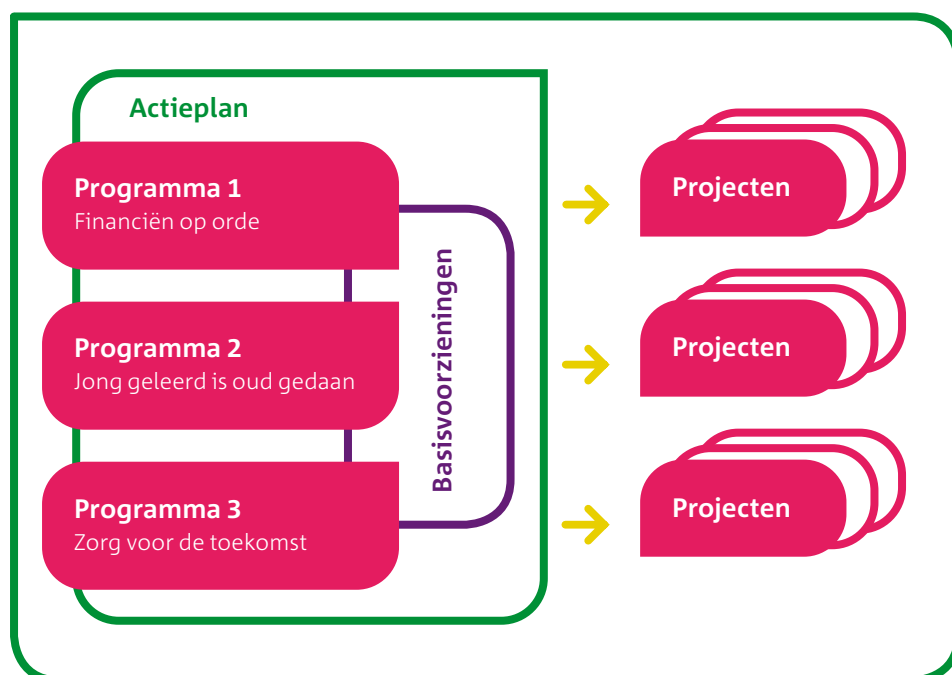 Actieplan
Programma 1
Financiën op orde
Programma 2
Jong geleerd is oud gedaan
Programma 3
Zorg voor de toekomst
Basisvoorzieningen
Projecten
Projecten
Projecten